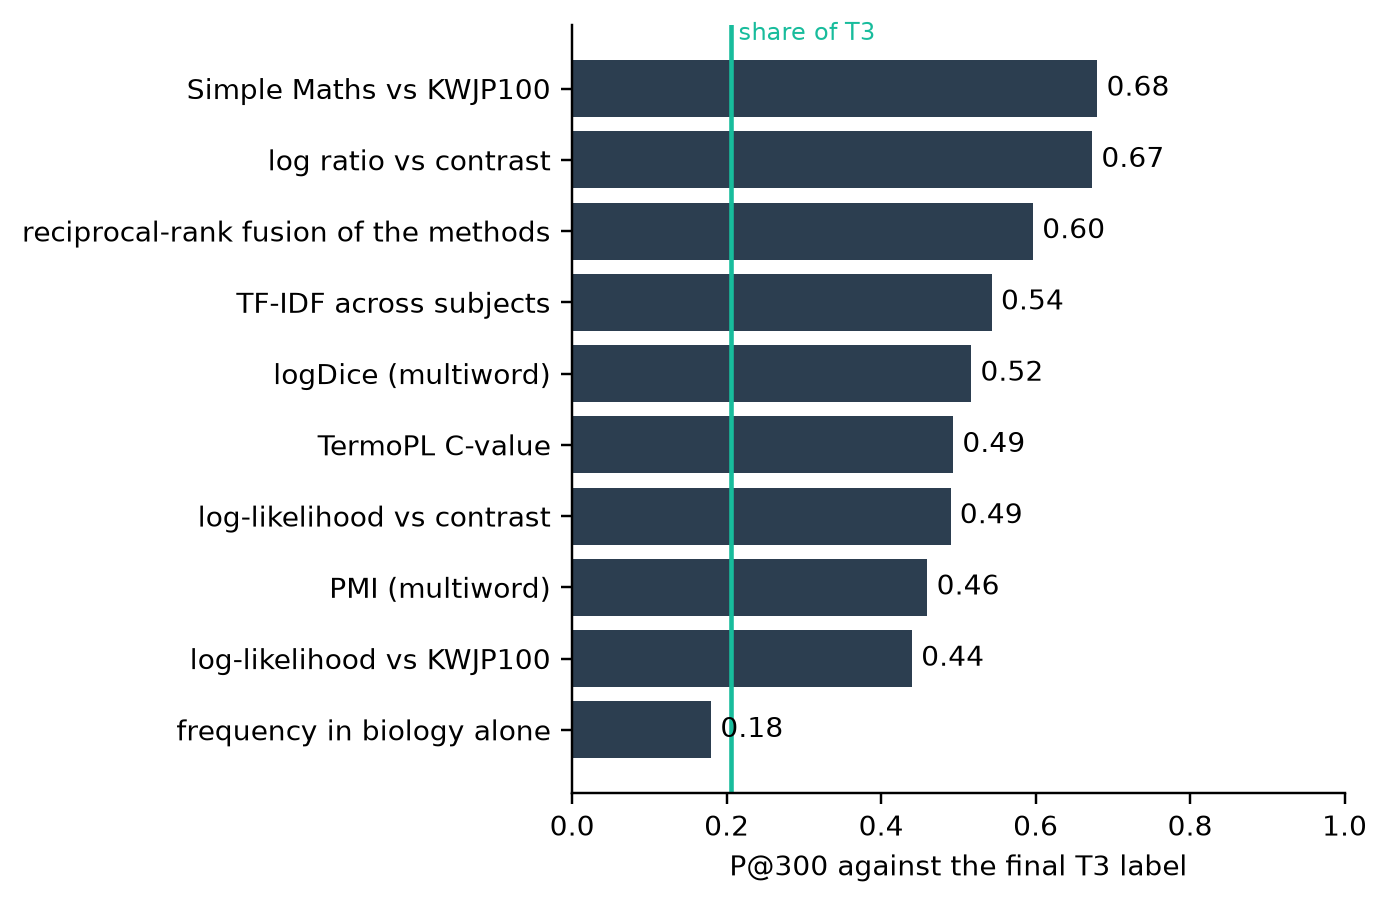 share of T3
Simple Maths vs KWJP100 0.68
log ratio vs contrast 0.67
reciprocal-rank fusion of the methods 0.60
TF-IDF across subjects 0.54
logDice (multiword) 0.52
TermoPL C-value 0.49
log-likelihood vs contrast 0.49
PMI (multiword) 0.46
log-likelihood vs KWJP100 0.44
frequency in biology alone 0.18
0.0 0.2 0.4 0.6 0.8 1.0
P@300 against the final T3 label